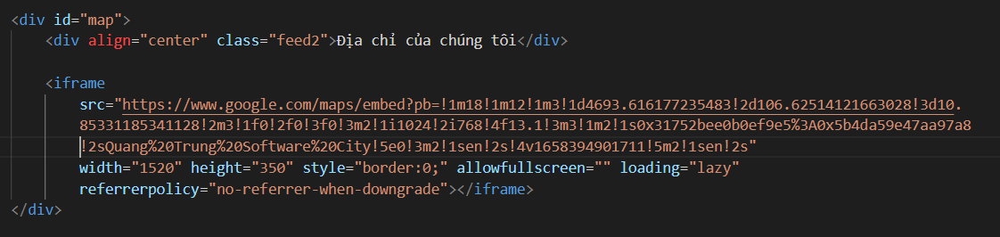 <div id="map">
<div align="center" class="feed2">Địa chỉ của chúng tôi</div>
<iframe
src="https://www.google.com/maps/embed?pb=!1m18!1m12!1m3!1d4693.616177235483!2d106.62514121663028!3d10.
85331185341128!2m3!1f0!2f0!3f0!3m2!1i1024!2i768!4f13.1!3m3!1m2!1s0x31752bee0b0ef9e5%3A0x5b4da59e47aa97a8
!2sQuang%20Trung%20Software%20City!5e0!3m2!1sen!2s!4v1658394901711!5m2!1sen!2s"
width="1520" height="350" style="border:0;" allowfullscreen="" loading="lazy"
referrerpolicy="no-referrer-when-downgrade"></iframe>
</div>